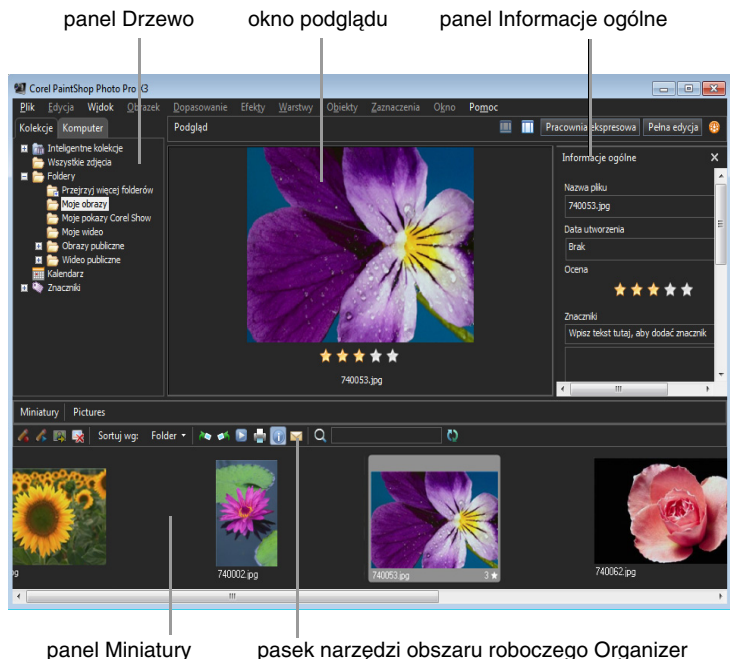 panel Drzewo okno podglądu panel Informacje ogólne
Corel PaintShop Photo Pro X3
Plik Edycja Widok Obrazek Dopasowanie Efekty Warstwy Obiekty Zaznaczenia Okno Pomoc
Kolekcje Komputer Podgląd Pracownia ekspresowa Pełna edycja
Inteligentne kolekcje
Wszystkie zdjęcia
Foldery
Przejrzyj więcej folderów
Moje obrazy
Moje pokazy Corel Show
Moje wideo
Obrazy publiczne
Wideo publiczne
Kalendarz
Znaczniki
740053.jpg
Informacje ogólne X
Nazwa pliku
740053.jpg
Data utworzenia
Brak
Ocena
Znaczniki
Wpisz tekst tutaj, aby dodać znacznik
Miniatury Pictures
Sortuj wg: Folder
740002.jpg 740053.jpg 3 740062.jpg
panel Miniatury pasek narzędzi obszaru roboczego Organizer